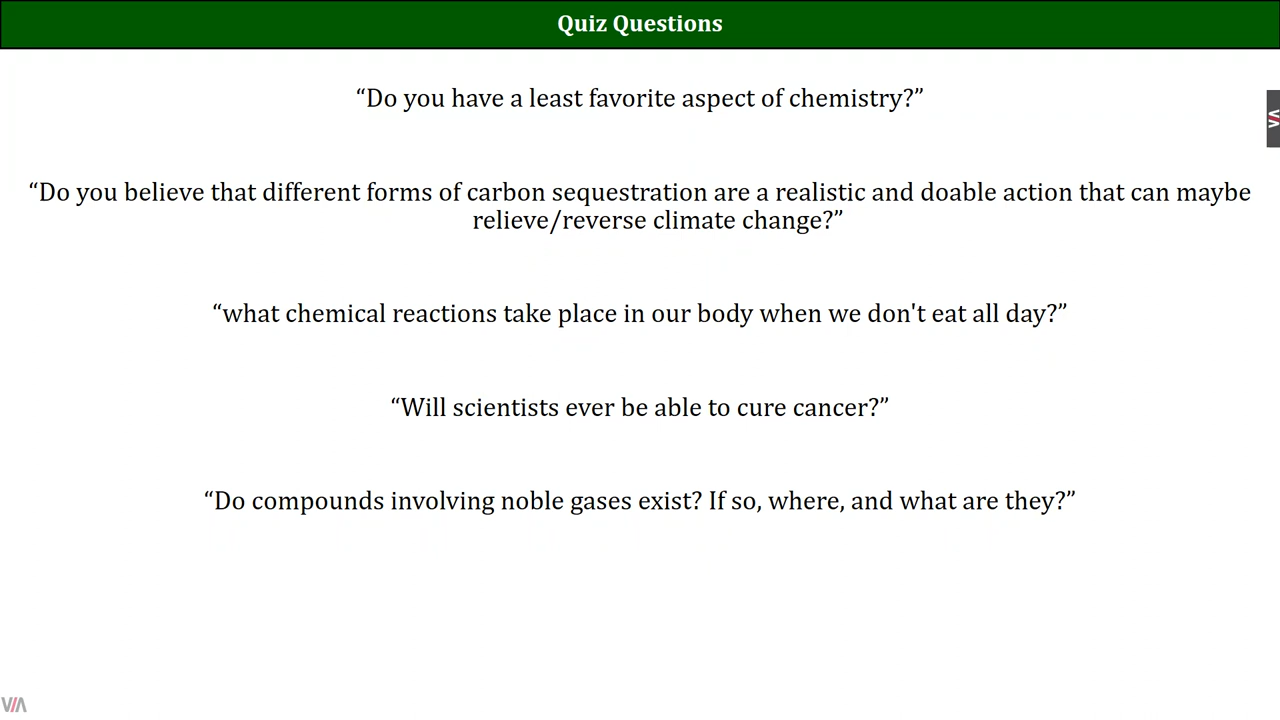 Quiz Questions
“Do you have a least favorite aspect of chemistry?”
“Do you believe that different forms of carbon sequestration are a realistic and doable action that can maybe
relieve/reverse climate change?”
“what chemical reactions take place in our body when we don't eat all day?”
“Will scientists ever be able to cure cancer?”
“Do compounds involving noble gases exist? If so, where, and what are they?”
VIA